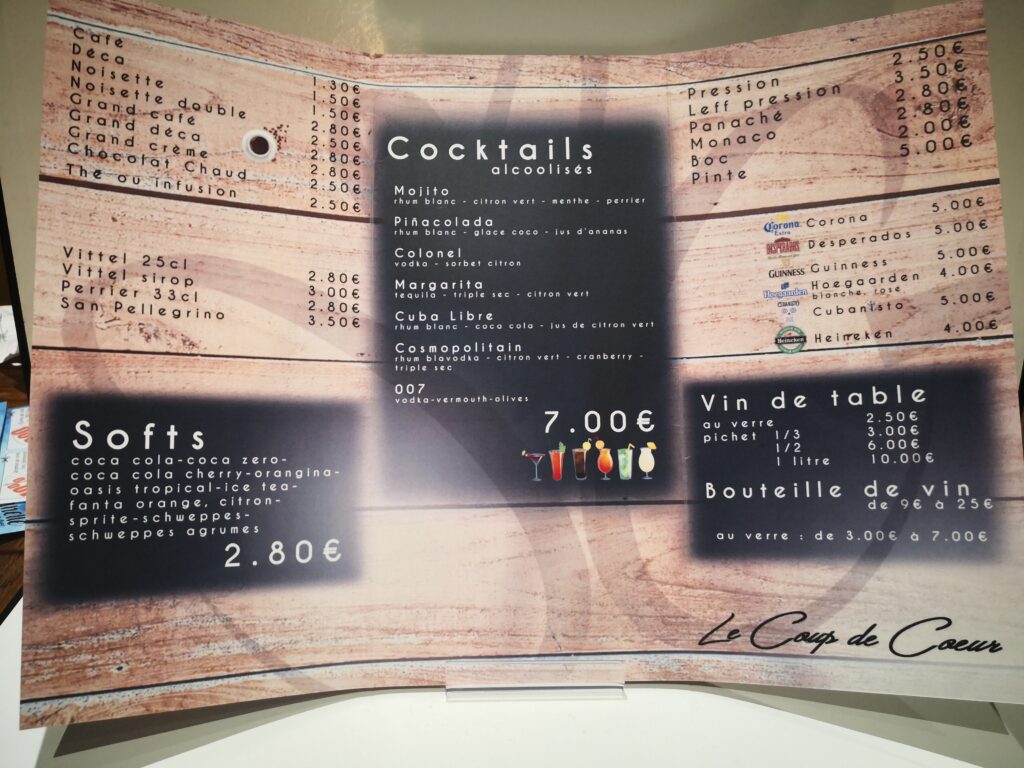 Café 1.30€
Déca 1.50€
Noisette 1.50€
Noisette double 2.80€
Grand café 2.50€
Grand déca 2.80€
Grand crème 2.80€
Chocolat Chaud 2.50€
Thé ou infusion 2.50€
Vittel 25cl 2.80€
Vittel sirop 3.00€
Perrier 33cl 2.80€
San Pellegrino 3.50€
Softs
coca cola-coca zero-
coca cola cherry-orangina-
oasis tropical-ice tea-
fanta orange, citron-
sprite-schweppes-
schweppes agrumes
2.80€
Cocktails
alcoolisés
Mojito
rhum blanc - citron vert - menthe - perrier
Piñacolada
rhum blanc - glace coco - jus d'ananas
Colonel
vodka - sorbet citron
Margarita
tequila - triple sec - citron vert
Cuba Libre
rhum blanc - coca cola - jus de citron vert
Cosmopolitain
rhum blavodka - citron vert - cranberry -
triple sec
007
vodka-vermouth-olives
7.00€
Pression 2.50€
Leff pression 3.50€
Panaché 2.80€
Monaco 2.80€
Boc 2.00€
Pinte 5.00€
Corona Extra Corona 5.00€
DESPERADOS Desperados 5.00€
GUINNESS Guinness 5.00€
Hoegaarden Hoegaarden 4.00€
blanche, rose
Cubanisto 5.00€
Heineken Heineken 4.00€
Vin de table
au verre 2.50€
pichet 1/3 3.00€
1/2 6.00€
1 litre 10.00€
Bouteille de vin
de 9€ à 25€
au verre : de 3.00€ à 7.00€
Le Coup de Coeur